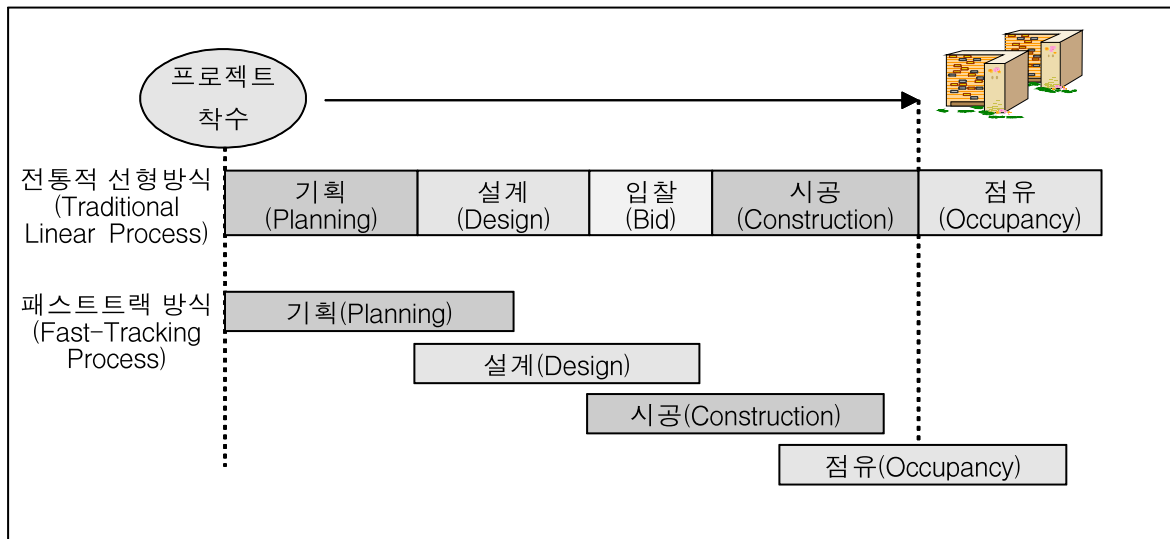 프로젝트
착수
전통적 선형방식
(Traditional
Linear Process)
기획
(Planning)
설계
(Design)
입찰
(Bid)
시공
(Construction)
점유
(Occupancy)
패스트트랙 방식
(Fast-Tracking
Process)
기획(Planning)
설계(Design)
시공(Construction)
점유(Occupancy)